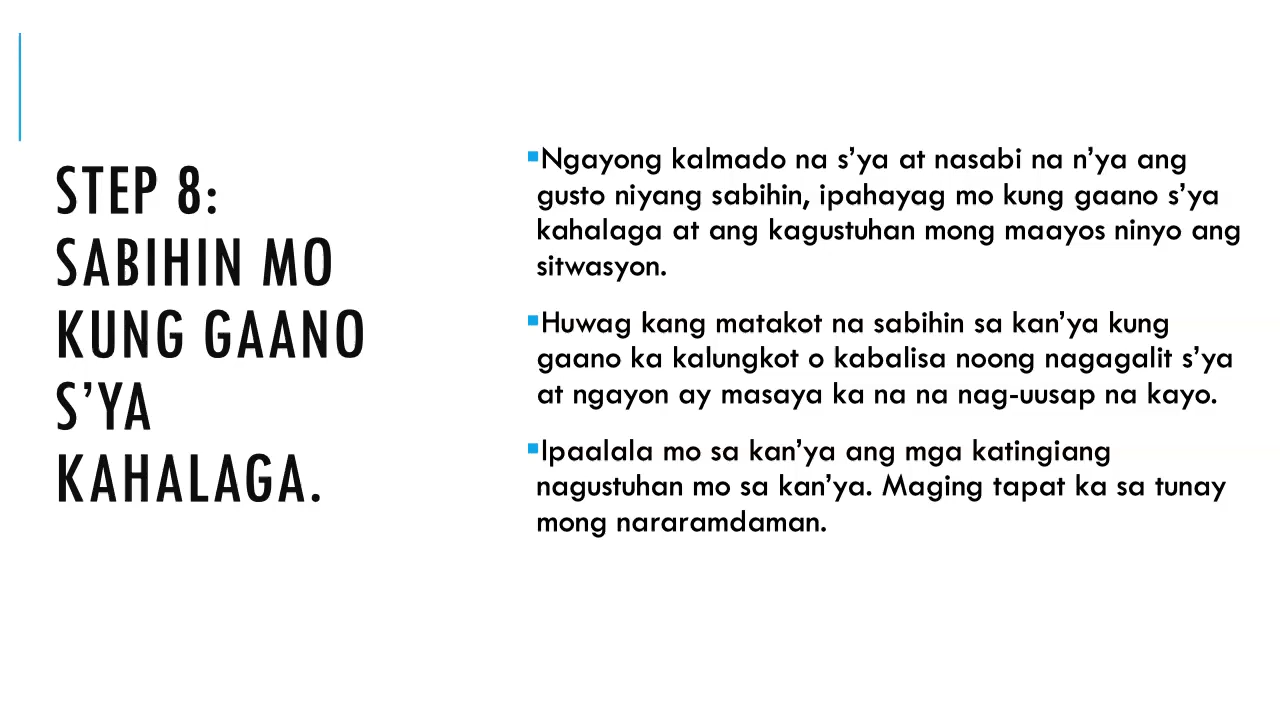 STEP 8:
SABIHIN MO
KUNG GAANO
S’YA
KAHALAGA.
▪Ngayong kalmado na s’ya at nasabi na n’ya ang
gusto niyang sabihin, ipahayag mo kung gaano s’ya
kahalaga at ang kagustuhan mong maayos ninyo ang
sitwasyon.
▪Huwag kang matakot na sabihin sa kan’ya kung
gaano ka kalungkot o kabalisa noong nagagalit s’ya
at ngayon ay masaya ka na na nag-uusap na kayo.
▪Ipaalala mo sa kan’ya ang mga katingiang
nagustuhan mo sa kan’ya. Maging tapat ka sa tunay
mong nararamdaman.